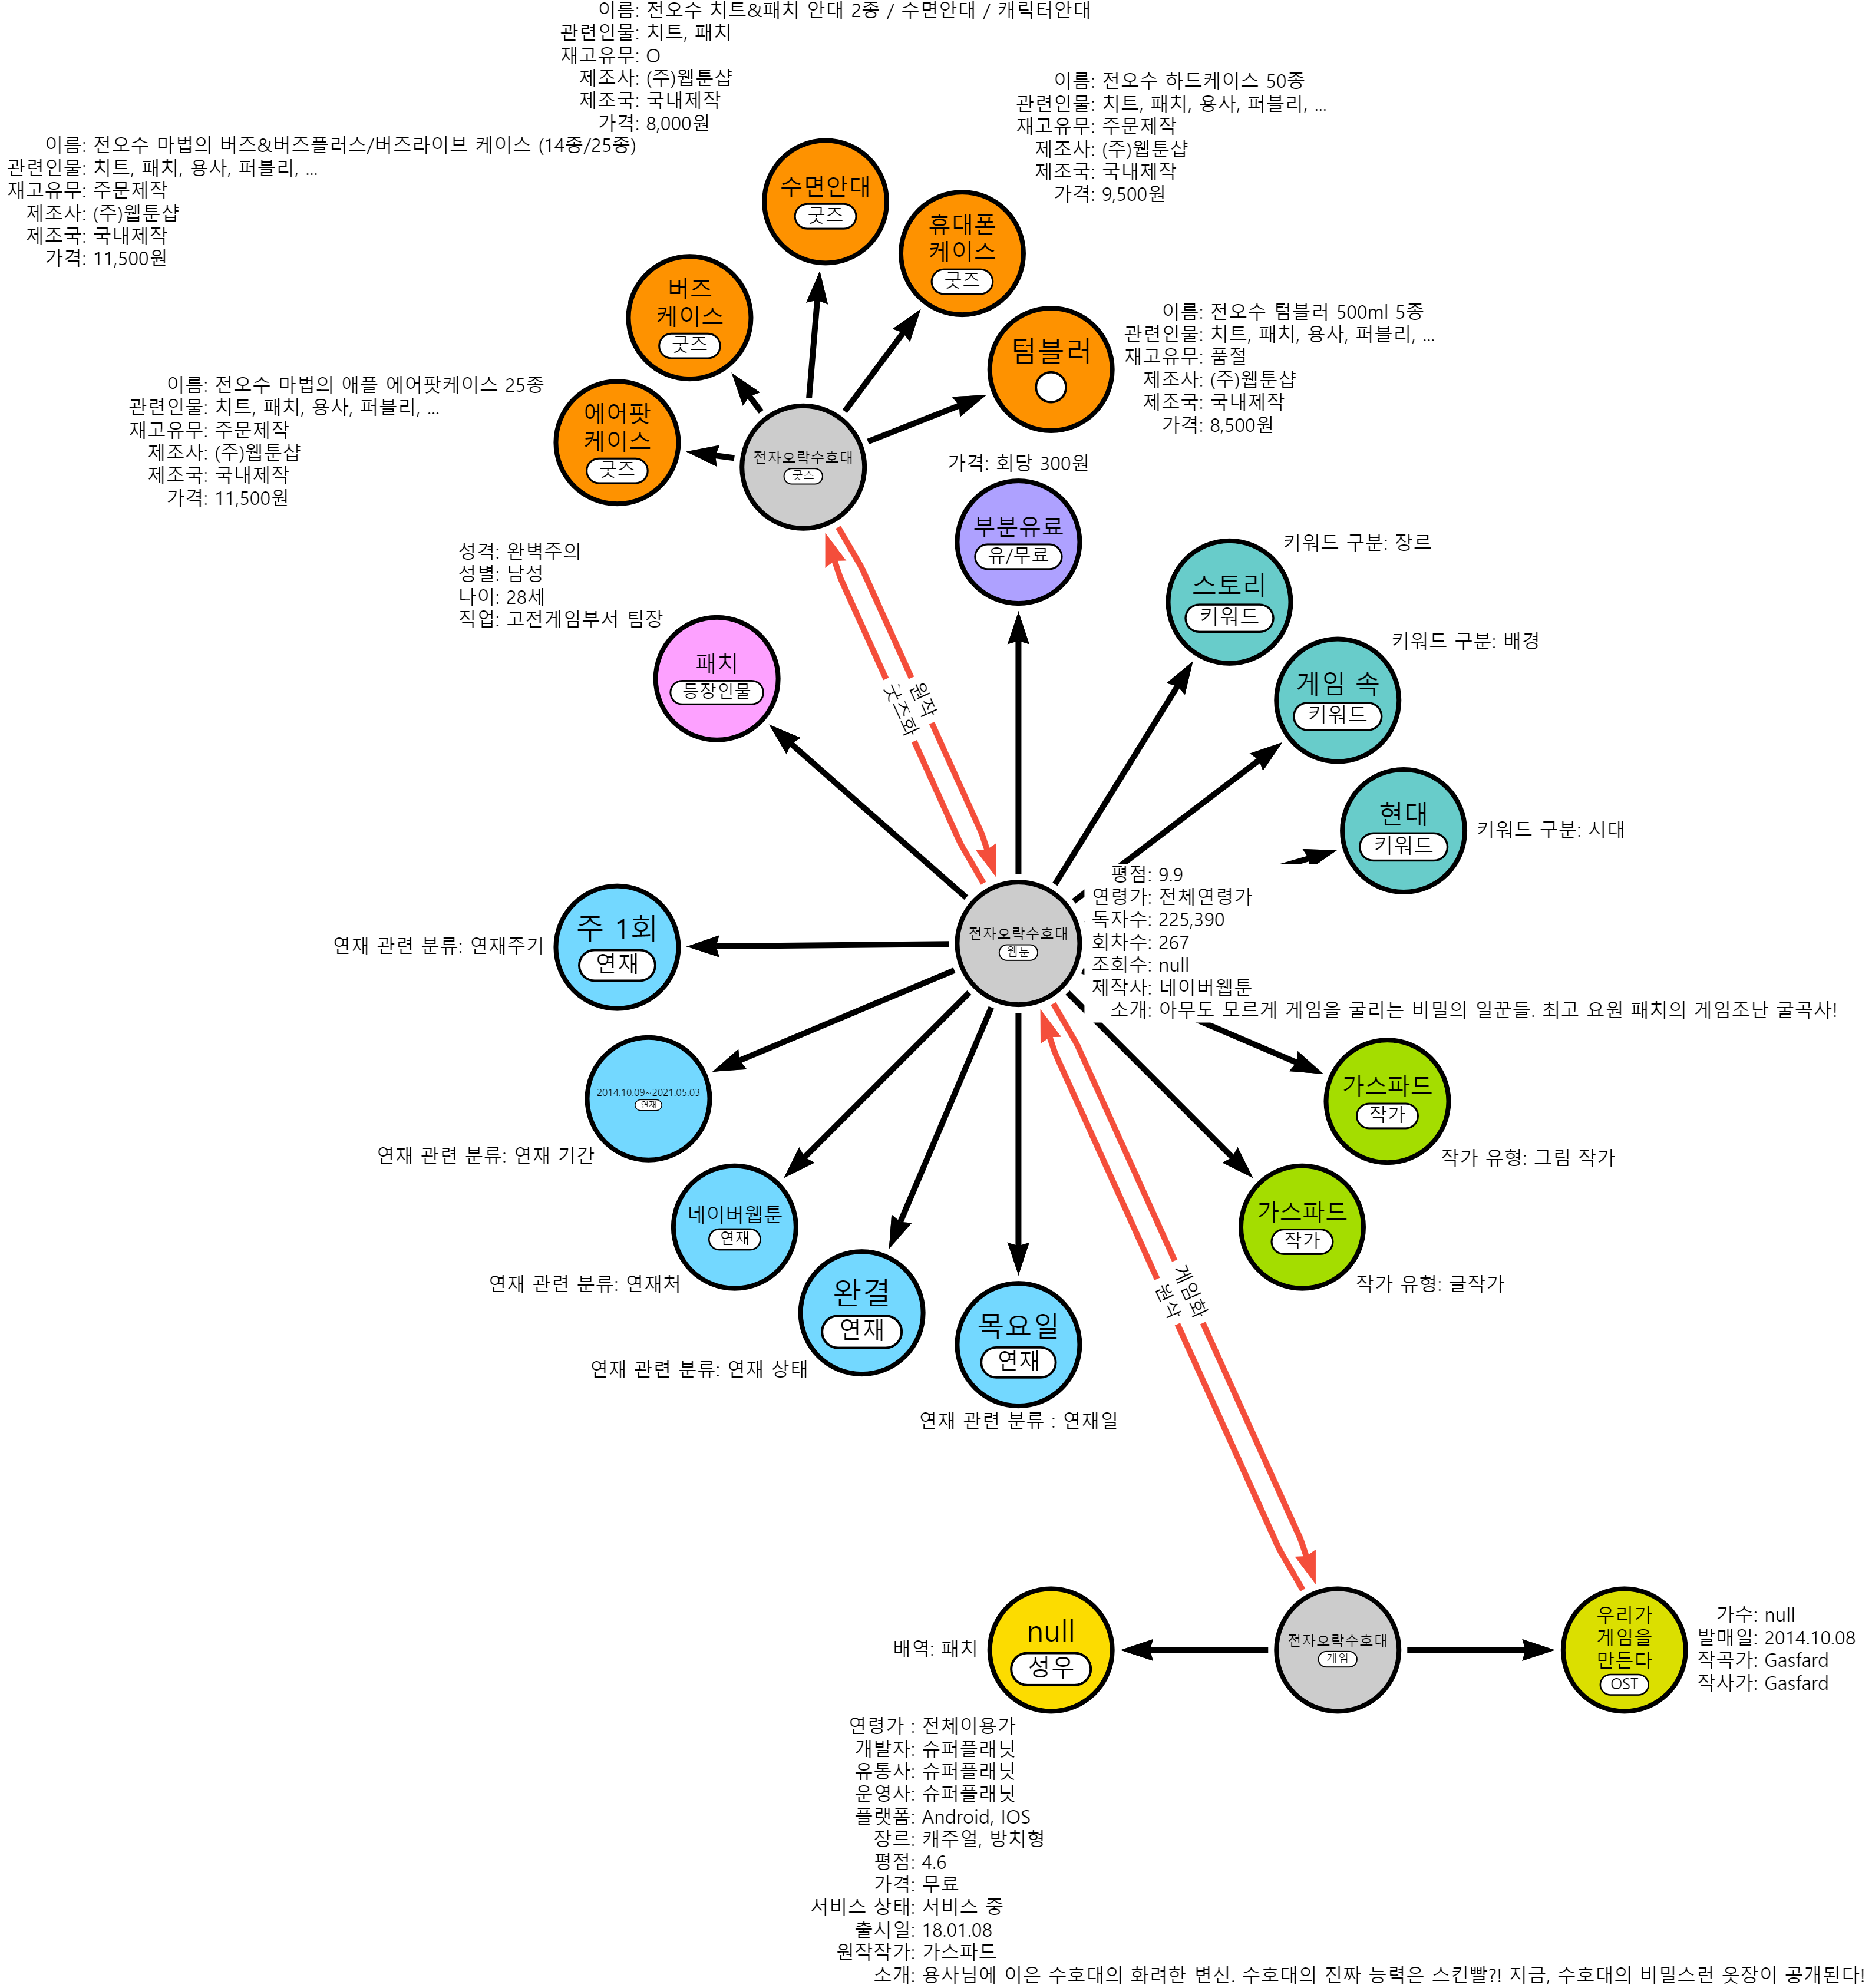 이름: 전오수 치트&패치 안대 2종 / 수면안대 / 캐릭터안대
관련인물: 치트, 패치
재고유무: O
제조사: (주)웹툰샵
제조국: 국내제작
가격: 8,000원
이름: 전오수 하드케이스 50종
관련인물: 치트, 패치, 용사, 퍼블리, ...
재고유무: 주문제작
제조사: (주)웹툰샵
제조국: 국내제작
가격: 9,500원
이름: 전오수 마법의 버즈&버즈플러스/버즈라이브 케이스 (14종/25종)
관련인물: 치트, 패치, 용사, 퍼블리, ...
재고유무: 주문제작
제조사: (주)웹툰샵
제조국: 국내제작
가격: 11,500원
수면안대
굿즈
휴대폰
케이스
굿즈
버즈
케이스
굿즈
텀블러
이름: 전오수 텀블러 500ml 5종
관련인물: 치트, 패치, 용사, 퍼블리, ...
재고유무: 품절
제조사: (주)웹툰샵
제조국: 국내제작
가격: 8,500원
이름: 전오수 마법의 애플 에어팟케이스 25종
관련인물: 치트, 패치, 용사, 퍼블리, ...
재고유무: 주문제작
제조사: (주)웹툰샵
제조국: 국내제작
가격: 11,500원
에어팟
케이스
굿즈
전자오락수호대
굿즈
가격: 회당 300원
부분유료
유/무료
성격: 완벽주의
성별: 남성
나이: 28세
직업: 고전게임부서 팀장
패치
등장인물
키워드 구분: 장르
스토리
키워드
키워드 구분: 배경
게임 속
키워드
현대
키워드
키워드 구분: 시대
원작
굿즈화
전자오락수호대
웹툰
평점: 9.9
연령가: 전체연령가
독자수: 225,390
회차수: 267
조회수: null
제작사: 네이버웹툰
소개: 아무도 모르게 게임을 굴리는 비밀의 일꾼들. 최고 요원 패치의 게임조난 굴곡사!
주 1회
연재
연재 관련 분류: 연재주기
2014.10.09~2021.05.03
연재
연재 관련 분류: 연재 기간
네이버웹툰
연재
연재 관련 분류: 연재처
완결
연재
연재 관련 분류: 연재 상태
목요일
연재
연재 관련 분류 : 연재일
가스파드
작가
작가 유형: 그림 작가
가스파드
작가
작가 유형: 글작가
게임화
원작
null
성우
배역: 패치
전자오락수호대
게임
우리가
게임을
만든다
OST
가수: null
발매일: 2014.10.08
작곡가: Gasfard
작사가: Gasfard
연령가 : 전체이용가
개발자: 슈퍼플래닛
유통사: 슈퍼플래닛
운영사: 슈퍼플래닛
플랫폼: Android, IOS
장르: 캐주얼, 방치형
평점: 4.6
가격: 무료
서비스 상태: 서비스 중
출시일: 18.01.08
원작작가: 가스파드
소개: 용사님에 이은 수호대의 화려한 변신. 수호대의 진짜 능력은 스킨빨?! 지금, 수호대의 비밀스런 옷장이 공개된다!